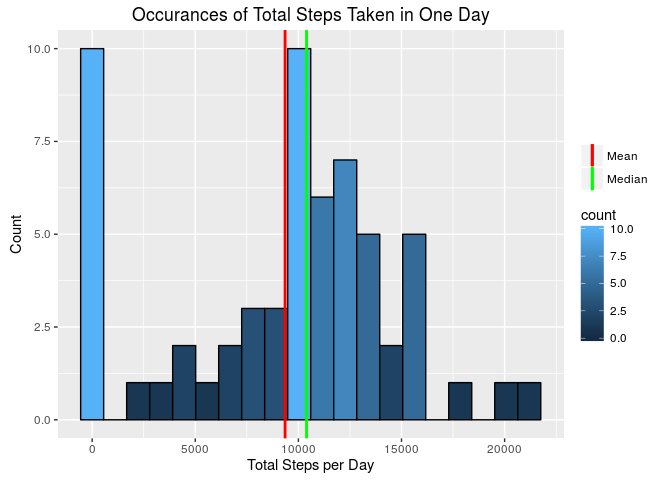 Occurances of Total Steps Taken in One Day
10.0
7.5
5.0
2.5
0.0
Count
0 5000 10000 15000 20000
Total Steps per Day
Mean
Median
count
10.0
7.5
5.0
2.5
0.0